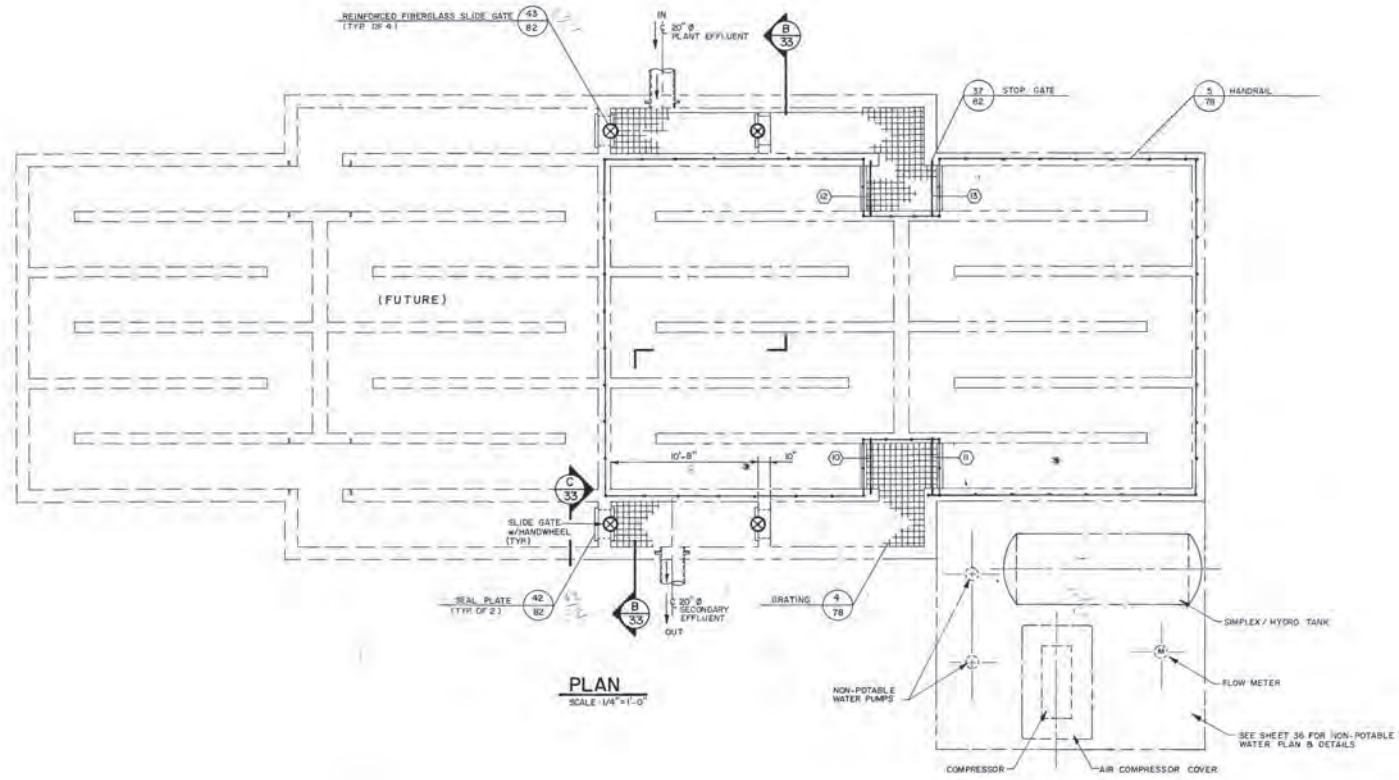 REINFORCED FIBERGLASS SLIDE GATE
(TYP. OF 4)
43
82
IN
℄ 20" Ø
PLANT EFFLUENT
B
33
37
82
STOP GATE
5
78
HANDRAIL
12
13
(FUTURE)
10'-8"
10"
10
11
C
33
SLIDE GATE
W/HANDWHEEL
(TYP.)
SEAL PLATE
(TYP. OF 2)
42
82
B
33
℄ 20" Ø
SECONDARY
EFFLUENT
OUT
GRATING
4
78
SIMPLEX / HYDRO TANK
M
FLOW METER
NON-POTABLE
WATER PUMPS
SEE SHEET 36 FOR NON-POTABLE
WATER PLAN & DETAILS
COMPRESSOR
AIR COMPRESSOR COVER
PLAN
SCALE: 1/4" = 1'-0"